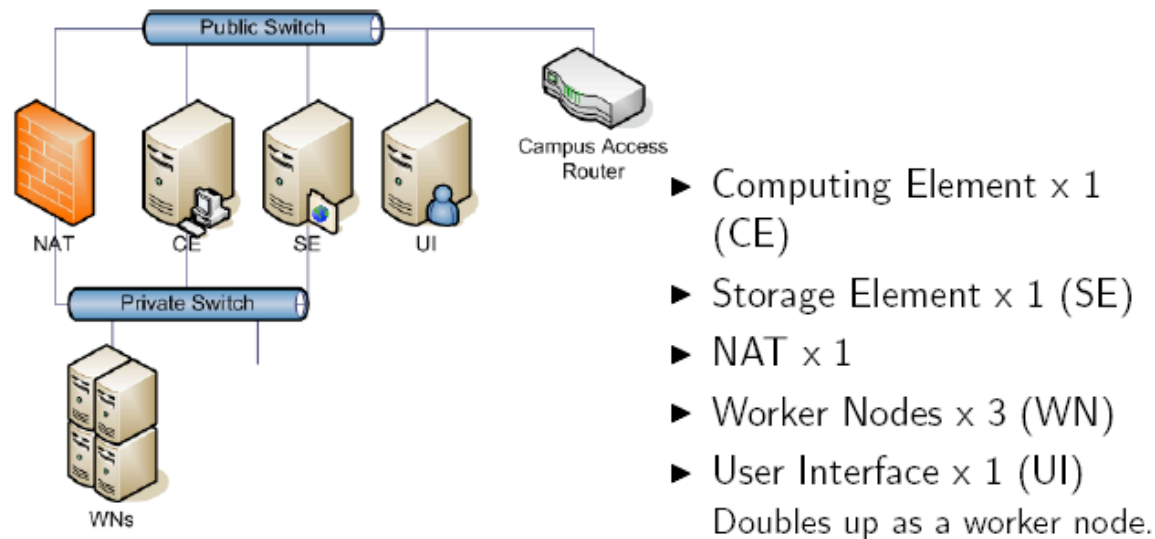 Public Switch
Campus Access
Router
NAT
CE
SE
UI
Private Switch
WNs
► Computing Element x 1
(CE)
► Storage Element x 1 (SE)
► NAT x 1
► Worker Nodes x 3 (WN)
► User Interface x 1 (UI)
Doubles up as a worker node.